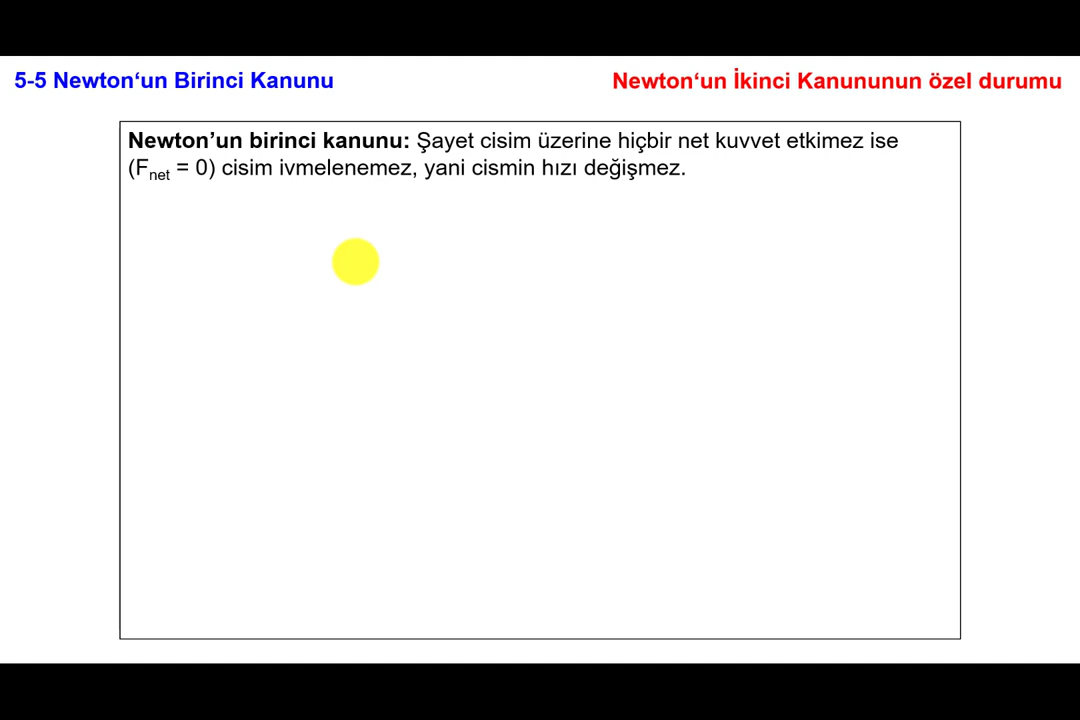 5-5 Newton‘un Birinci Kanunu
Newton‘un İkinci Kanununun özel durumu
Newton’un birinci kanunu: Şayet cisim üzerine hiçbir net kuvvet etkimez ise
(Fnet = 0) cisim ivmelenemez, yani cismin hızı değişmez.